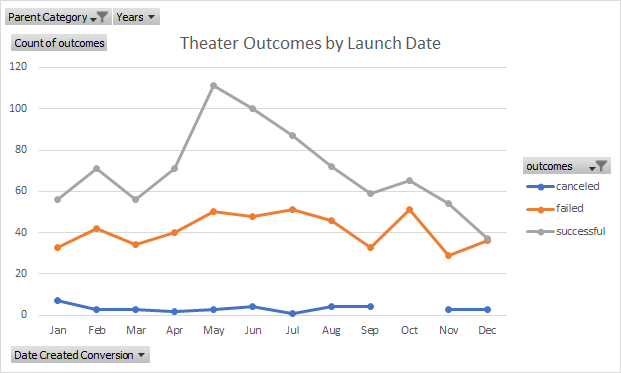 Parent Category Years
Count of outcomes
Theater Outcomes by Launch Date
120
100
80
60
40
20
0
Jan Feb Mar Apr May Jun Jul Aug Sep Oct Nov Dec
outcomes
canceled
failed
successful
Date Created Conversion